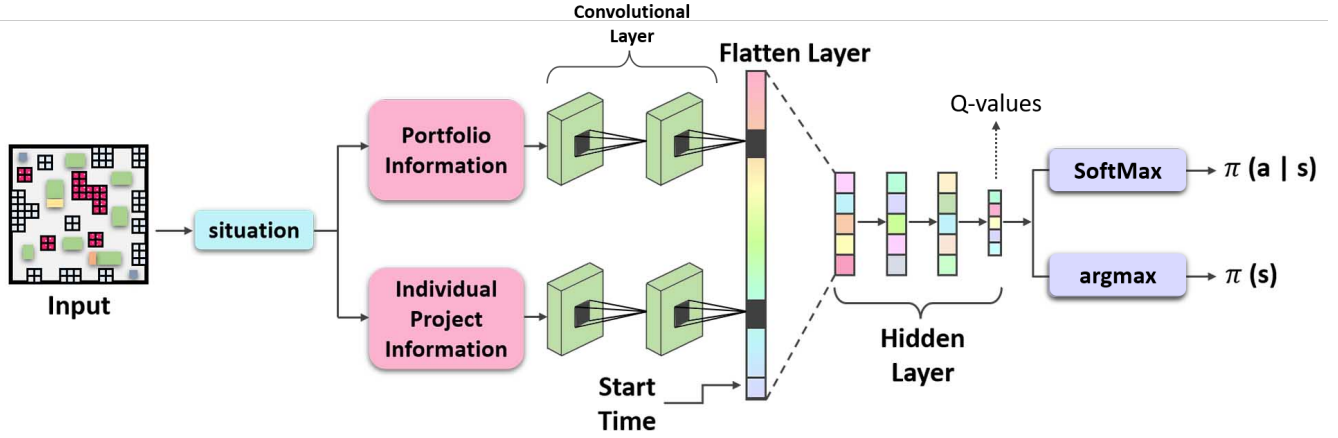 Convolutional
Layer
Flatten Layer
Q-values
Portfolio
Information
SoftMax
π (a | s)
situation
Input
Individual
Project
Information
argmax
π (s)
Hidden
Layer
Start
Time